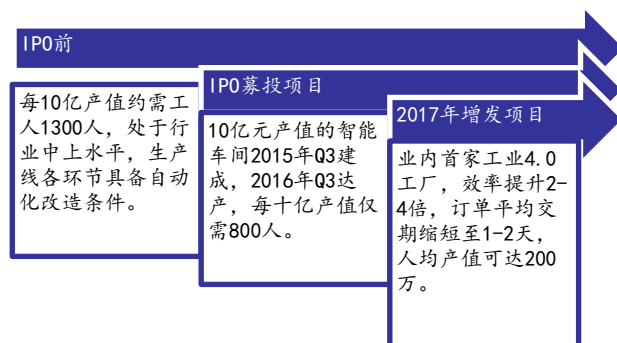 IPO前
每10亿产值约需工
人1300人，处于行
业中上水平，生产
线各环节具备自动
化改造条件。
IPO募投项目
10亿元产值的智能
车间2015年Q3建
成，2016年Q3达
产，每十亿产值仅
需800人。
2017年增发项目
业内首家工业4.0
工厂，效率提升2-
4倍，订单平均交
期缩短至1-2天，
人均产值可达200
万。